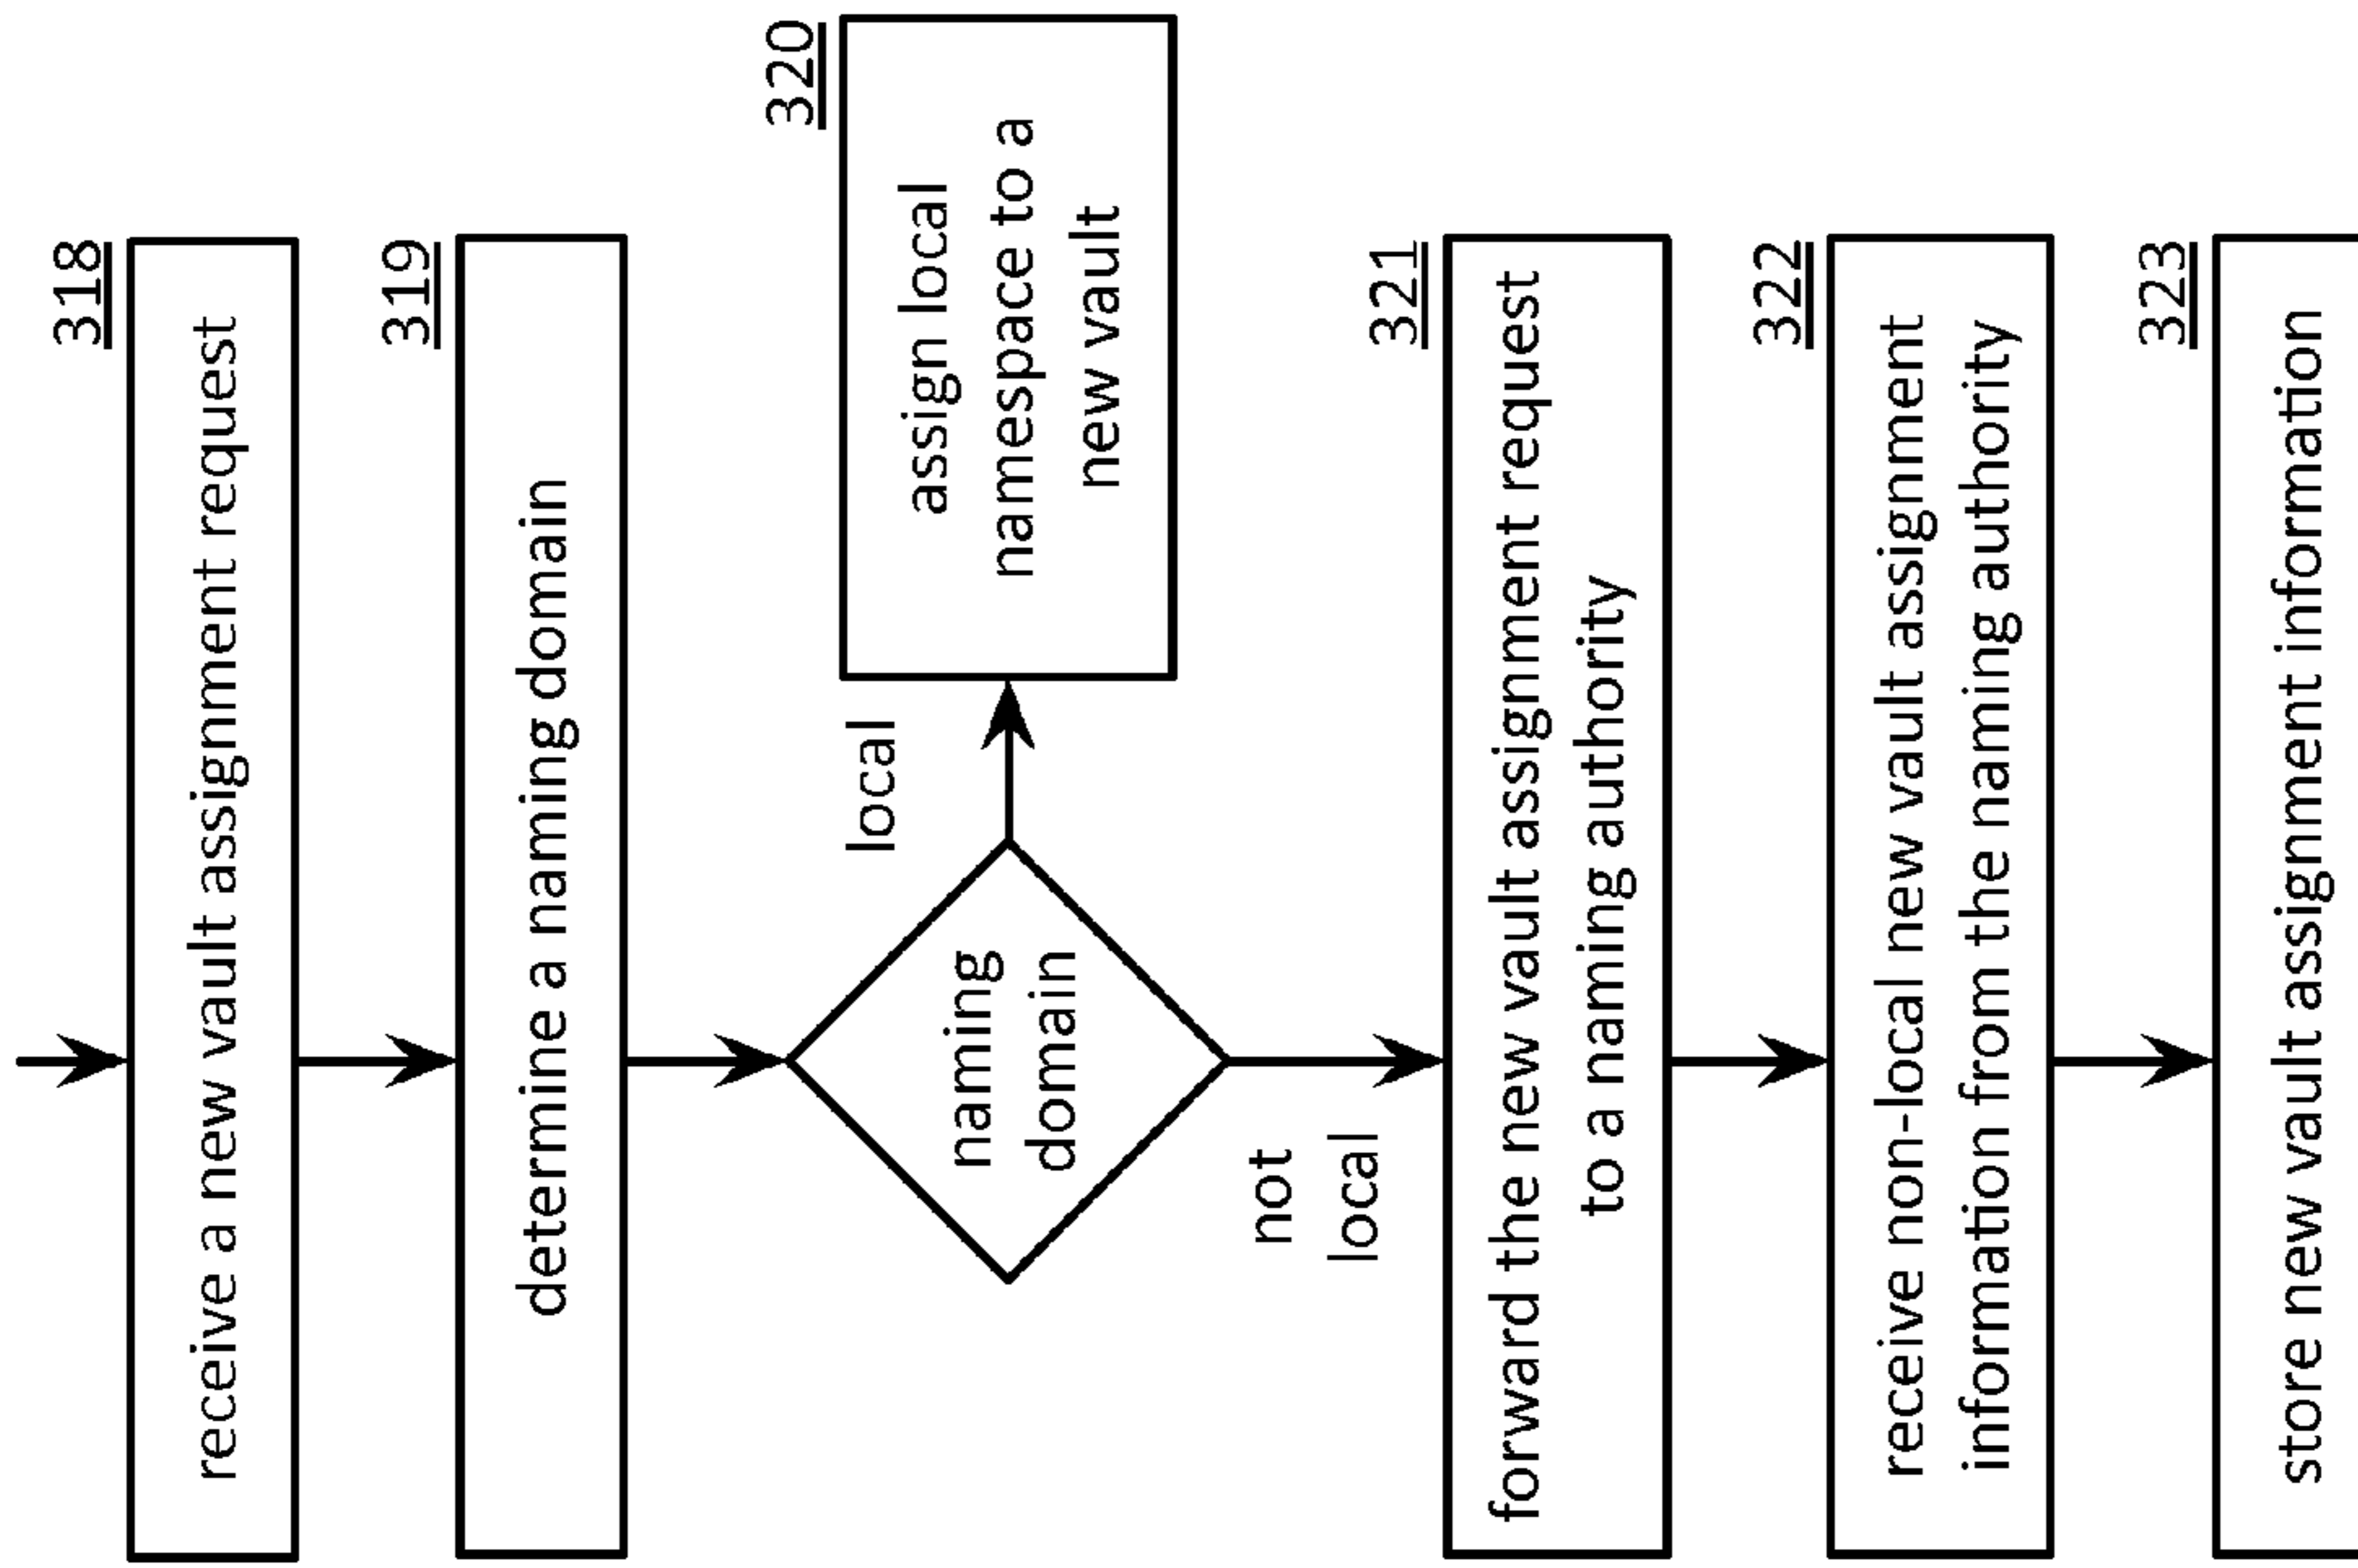 318
receive a new vault assignment request
319
determine a naming domain
naming
domain
local
320
assign local
namespace to a
new vault
not
local
321
forward the new vault assignment request
to a naming authority
322
receive non-local new vault assignment
information from the naming authority
323
store new vault assignment information